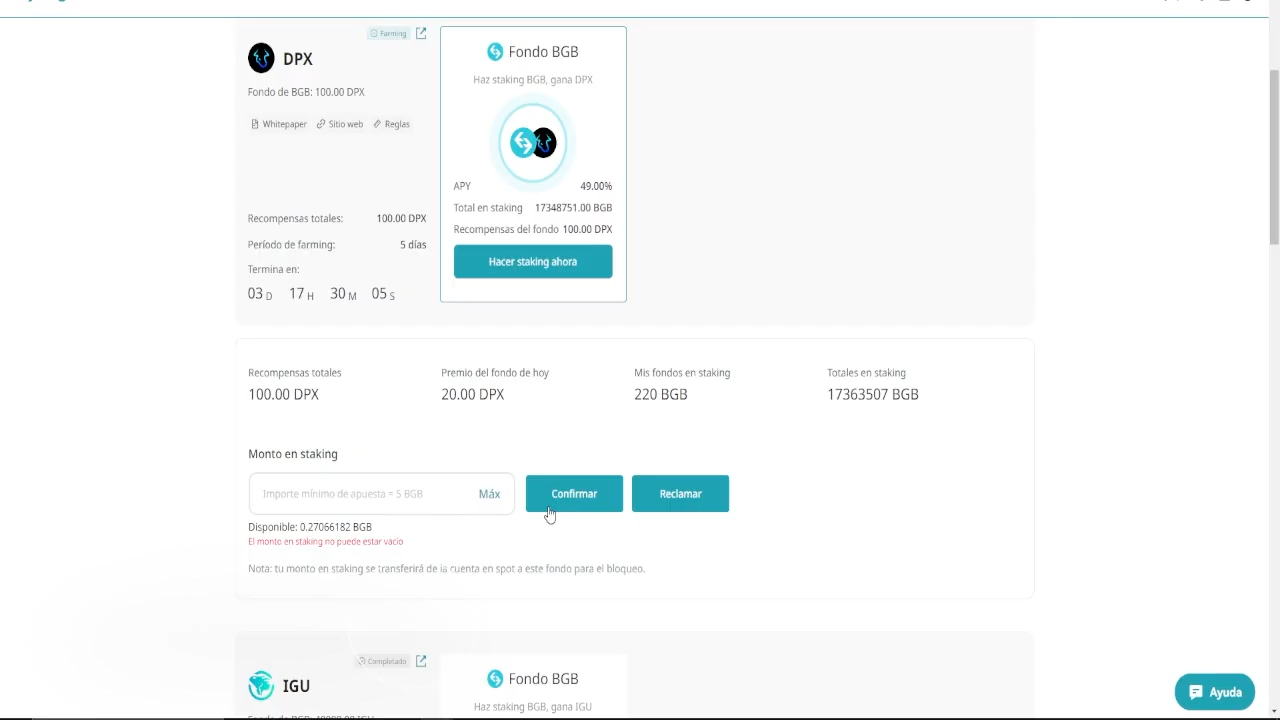 Farming
DPX
Fondo de BGB: 100.00 DPX
Whitepaper Sitio web Reglas
Recompensas totales: 100.00 DPX
Período de farming: 5 días
Termina en:
03 D 17 H 30 M 05 S
Fondo BGB
Haz staking BGB, gana DPX
APY 49.00%
Total en staking 17348751.00 BGB
Recompensas del fondo 100.00 DPX
Hacer staking ahora
Recompensas totales
100.00 DPX
Premio del fondo de hoy
20.00 DPX
Mis fondos en staking
220 BGB
Totales en staking
17363507 BGB
Monto en staking
Importe mínimo de apuesta = 5 BGB Máx
Confirmar
Reclamar
Disponible: 0.27066182 BGB
El monto en staking no puede estar vacío
Nota: tu monto en staking se transferirá de la cuenta en spot a este fondo para el bloqueo.
Completado
IGU
Fondo BGB
Haz staking BGB, gana IGU
Ayuda